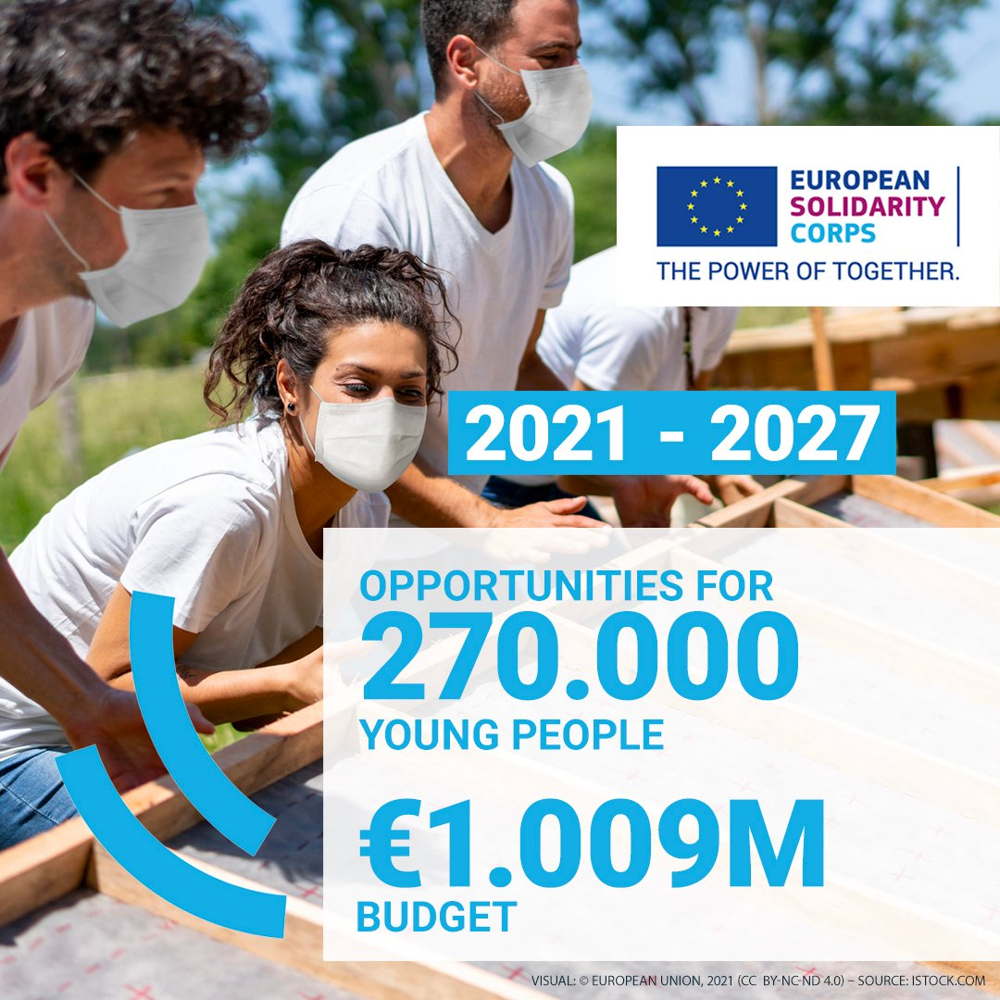 EUROPEAN
SOLIDARITY
CORPS
THE POWER OF TOGETHER.
2021 - 2027
OPPORTUNITIES FOR
270.000
YOUNG PEOPLE
€1.009M
BUDGET
VISUAL: © EUROPEAN UNION, 2021 (CC BY-NC-ND 4.0) – SOURCE: ISTOCK.COM